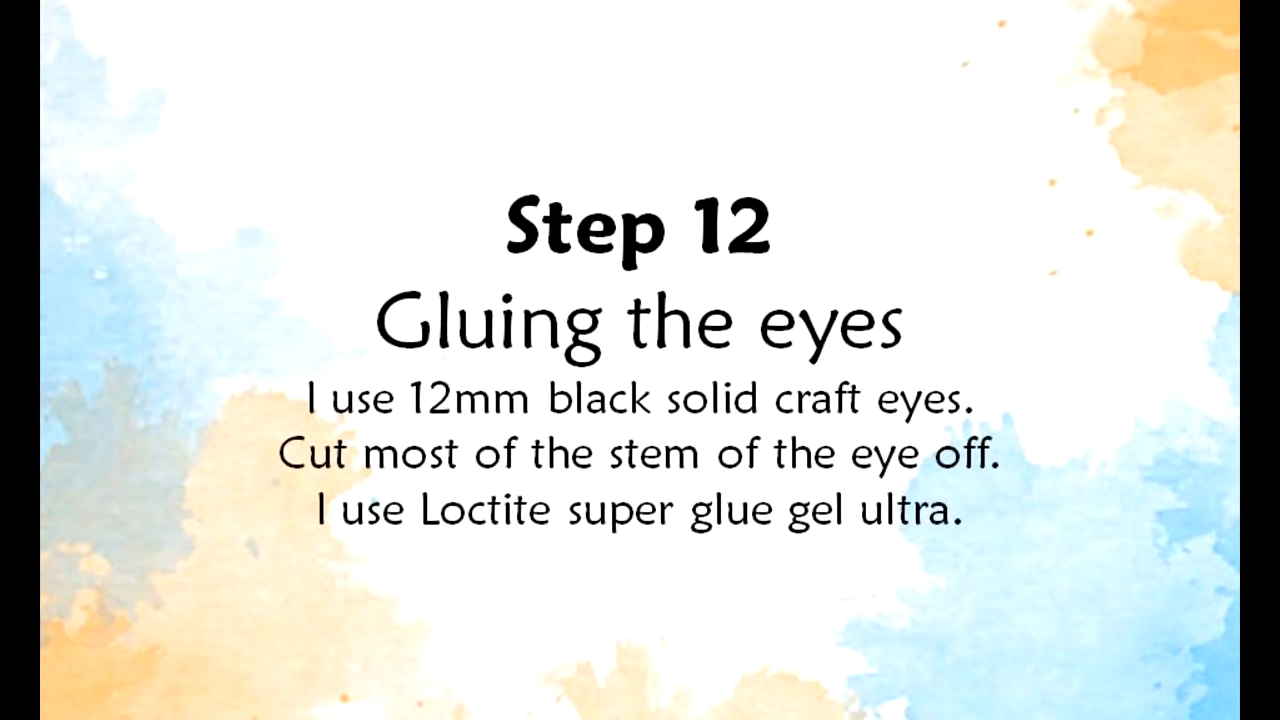 Step 12
Gluing the eyes
I use 12mm black solid craft eyes.
Cut most of the stem of the eye off.
I use Loctite super glue gel ultra.